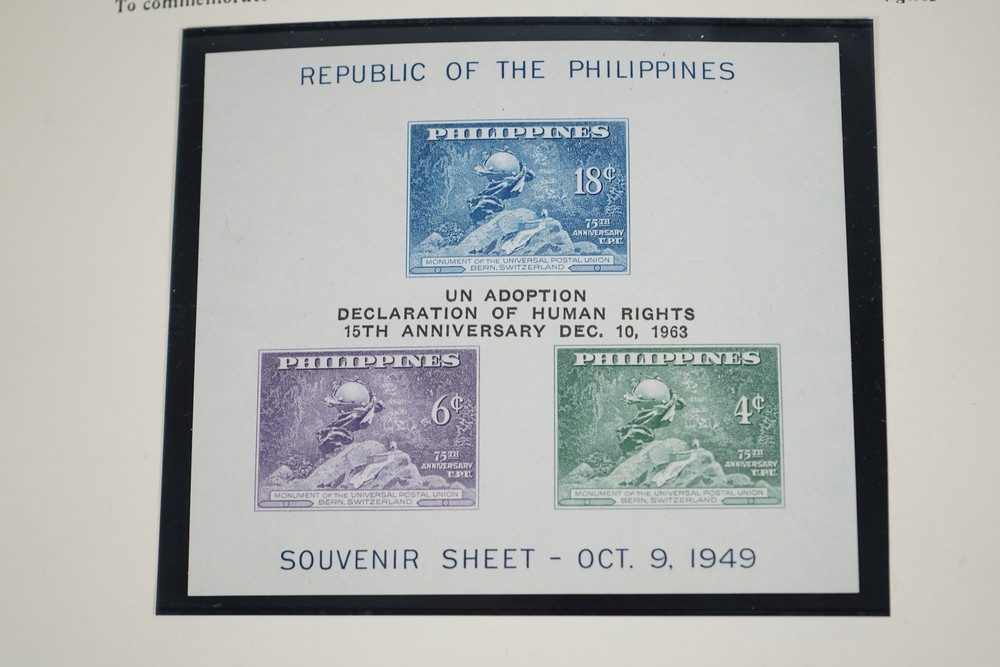 To commemorate
REPUBLIC OF THE PHILIPPINES
PHILIPPINES
18¢
75TH
ANNIVERSARY
U.P.U.
MONUMENT OF THE UNIVERSAL POSTAL UNION
BERN, SWITZERLAND
UN ADOPTION
DECLARATION OF HUMAN RIGHTS
15TH ANNIVERSARY DEC. 10, 1963
PHILIPPINES
6¢
75TH
ANNIVERSARY
U.P.U.
MONUMENT OF THE UNIVERSAL POSTAL UNION
BERN, SWITZERLAND
PHILIPPINES
4¢
75TH
ANNIVERSARY
U.P.U.
MONUMENT OF THE UNIVERSAL POSTAL UNION
BERN, SWITZERLAND
SOUVENIR SHEET - OCT. 9, 1949